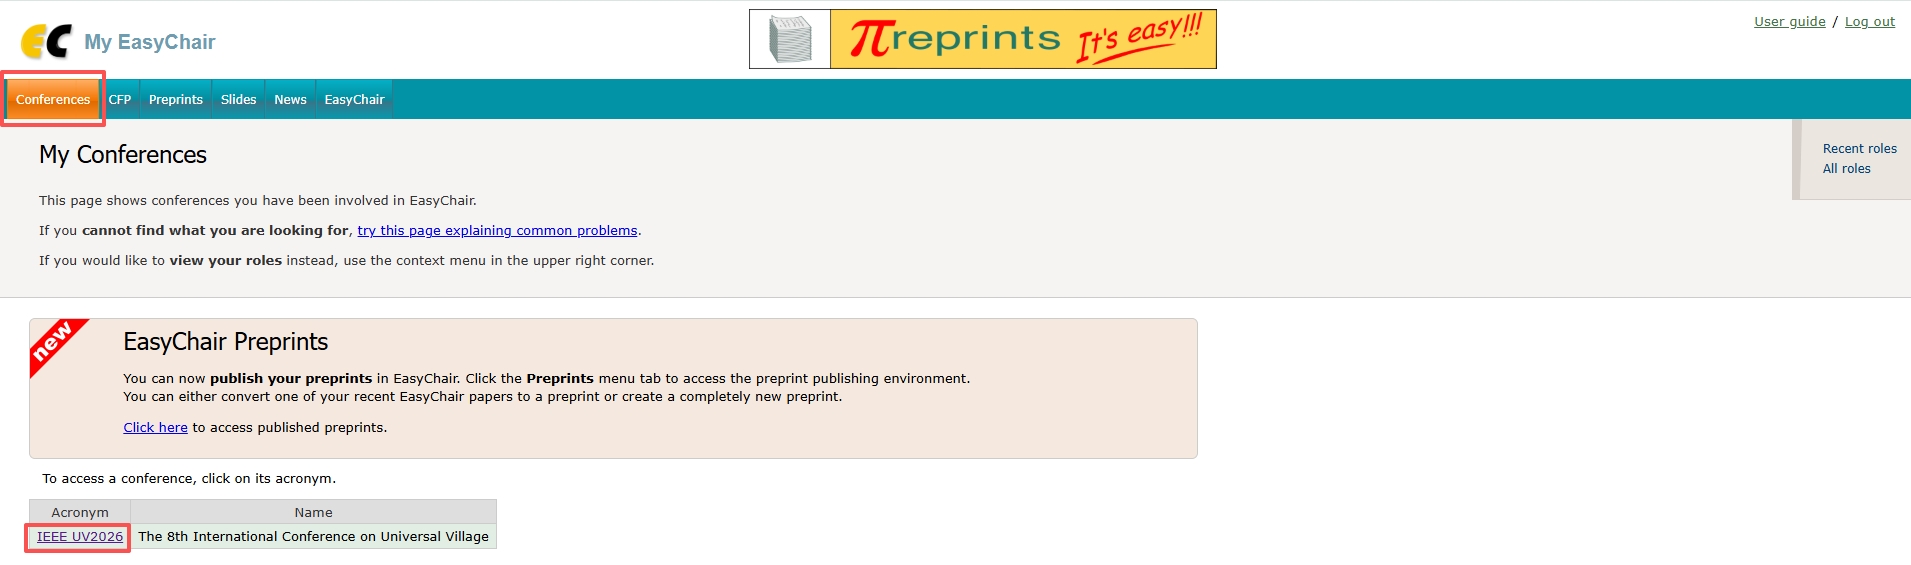 EC My EasyChair
πreprints It's easy!!!
User guide / Log out
Conferences CFP Preprints Slides News EasyChair
My Conferences
Recent roles
All roles
This page shows conferences you have been involved in EasyChair.
If you cannot find what you are looking for, try this page explaining common problems.
If you would like to view your roles instead, use the context menu in the upper right corner.
new
EasyChair Preprints
You can now publish your preprints in EasyChair. Click the Preprints menu tab to access the preprint publishing environment.
You can either convert one of your recent EasyChair papers to a preprint or create a completely new preprint.
Click here to access published preprints.
To access a conference, click on its acronym.
Acronym Name
IEEE UV2026 The 8th International Conference on Universal Village